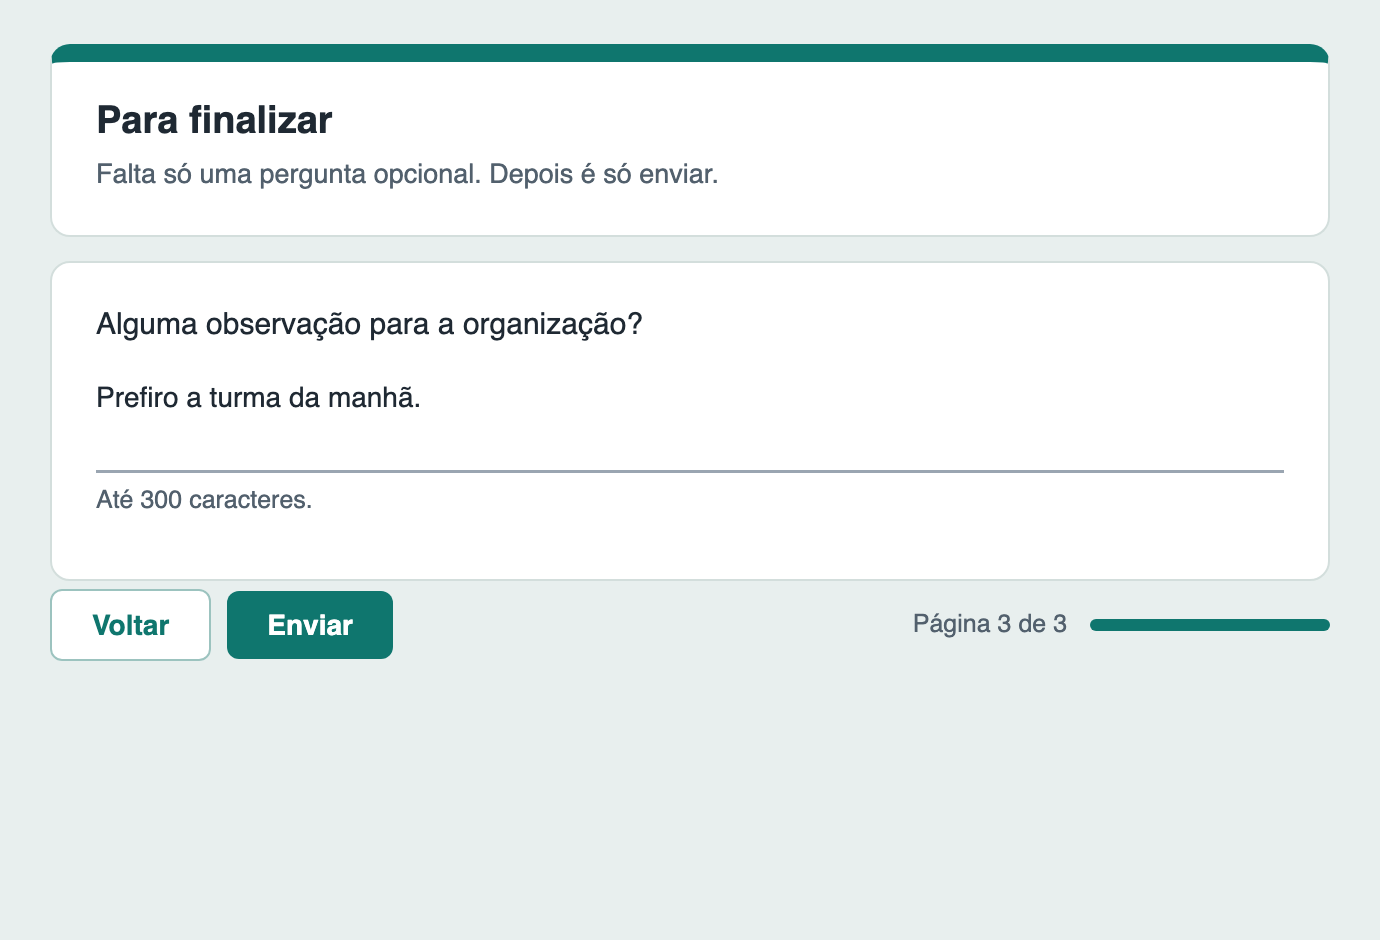 Para finalizar
Falta só uma pergunta opcional. Depois é só enviar.
Alguma observação para a organização?
Prefiro a turma da manhã.
Até 300 caracteres.
Voltar
Enviar
Página 3 de 3